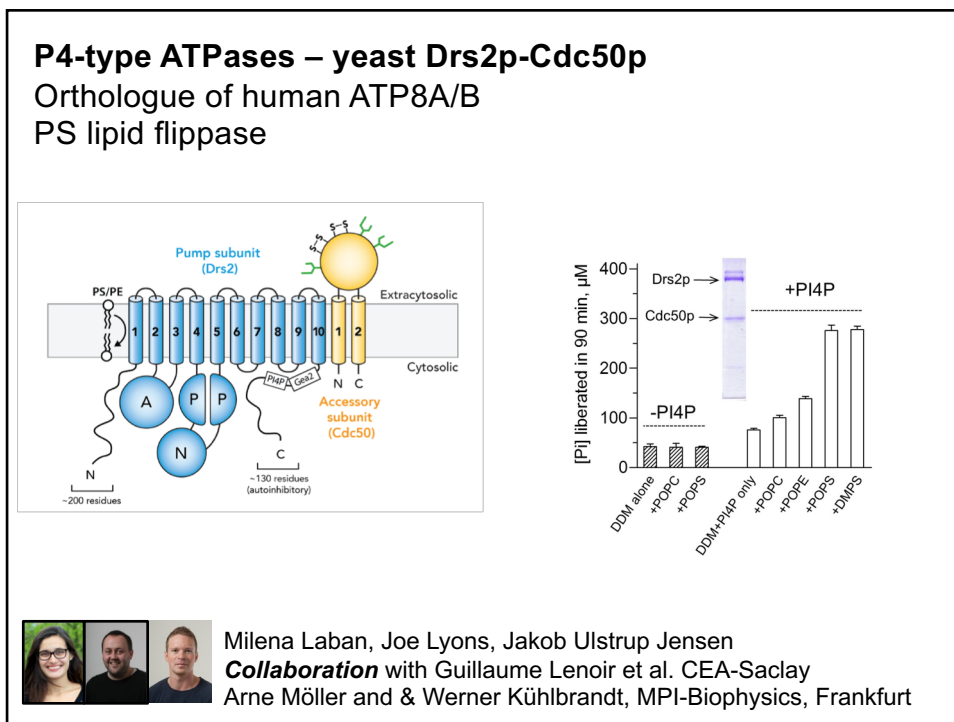 P4-type ATPases – yeast Drs2p-Cdc50p
Orthologue of human ATP8A/B
PS lipid flippase
S-S
S-S
Pump subunit
(Drs2)
PS/PE
Extracytosolic
1 2 3 4 5 6 7 8 9 10 1 2
Cytosolic
PI4P
Gea2
N C
A
P P
Accessory
subunit
(Cdc50)
N
C
N
~130 residues
(autoinhibitory)
~200 residues
[Pi] liberated in 90 min, µM
400
300
200
100
0
Drs2p
Cdc50p
+PI4P
-PI4P
DDM alone
+POPC
+POPS
DDM+PI4P only
+POPC
+POPE
+POPS
+DMPS
Milena Laban, Joe Lyons, Jakob Ulstrup Jensen
Collaboration with Guillaume Lenoir et al. CEA-Saclay
Arne Möller and & Werner Kühlbrandt, MPI-Biophysics, Frankfurt